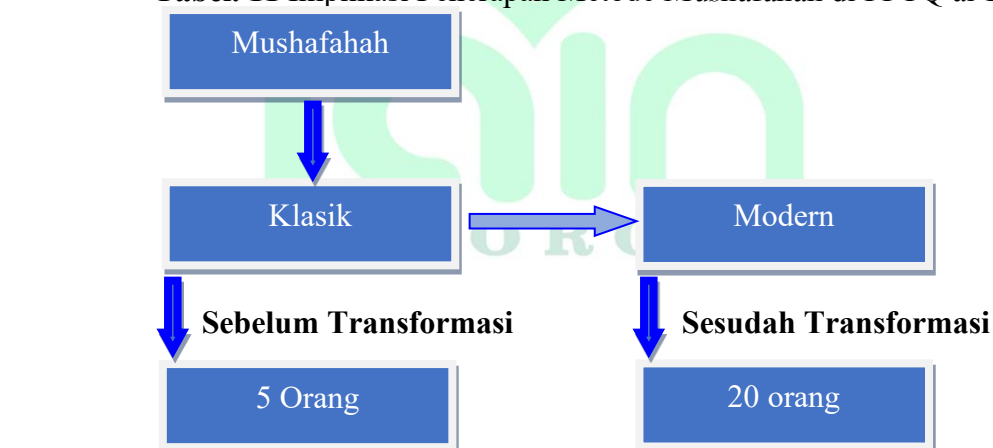 Mushafahah
Klasik
Modern
Sebelum Transformasi
Sesudah Transformasi
5 Orang
20 orang